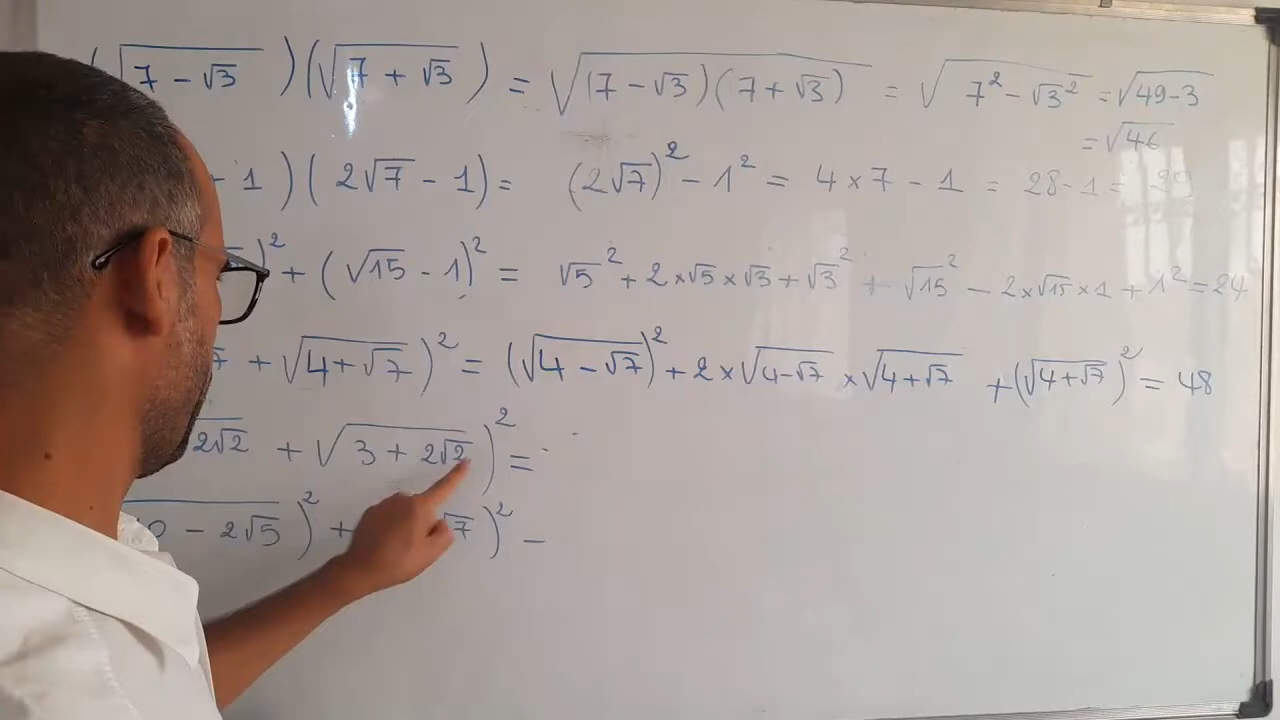 (√(7 - √3))(√(7 + √3)) = √((7 - √3)(7 + √3)) = √(7² - √3²) = √(49-3)
= √46
1)(2√7 - 1) = (2√7)² - 1² = 4×7 - 1 = 28-1 =
)² + (√15 - 1)² = √5² + 2×√5×√3 + √3² + √15² - 2×√15×1 + 1² = 24
+ √(4+√7))² = (√(4 - √7))² + 2×√(4-√7)×√(4+√7) + (√(4+√7))² = 48
2√2 + √(3 + 2√2))² =
- 2√5)² + √7)² -